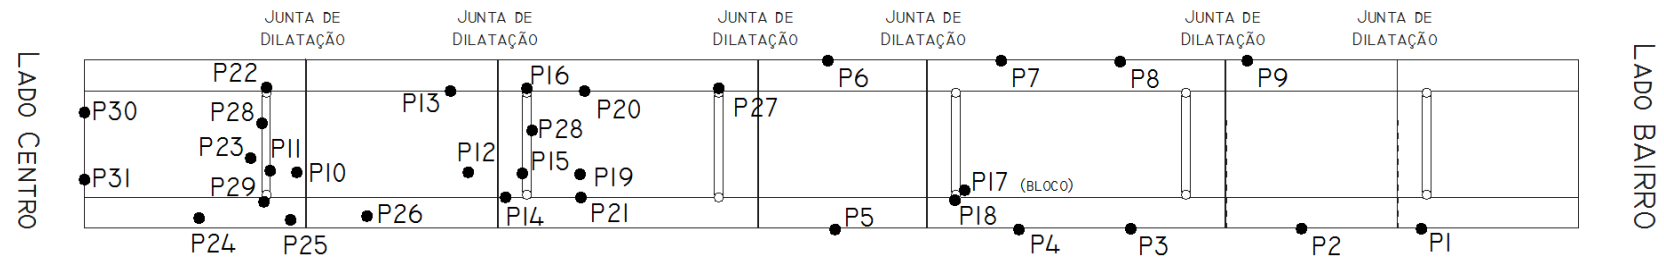 JUNTA DE
DILATAÇÃO
JUNTA DE
DILATAÇÃO
JUNTA DE
DILATAÇÃO
JUNTA DE
DILATAÇÃO
JUNTA DE
DILATAÇÃO
JUNTA DE
DILATAÇÃO
LADO CENTRO
LADO BAIRRO
P22
P16
P6
P7
P8
P9
P30
P28
P13
P20
P27
P28
P23
P11
P10
P12
P15
P19
P31
P29
P17 (BLOCO)
P26
P14
P21
P5
P18
P24
P25
P4
P3
P2
P1